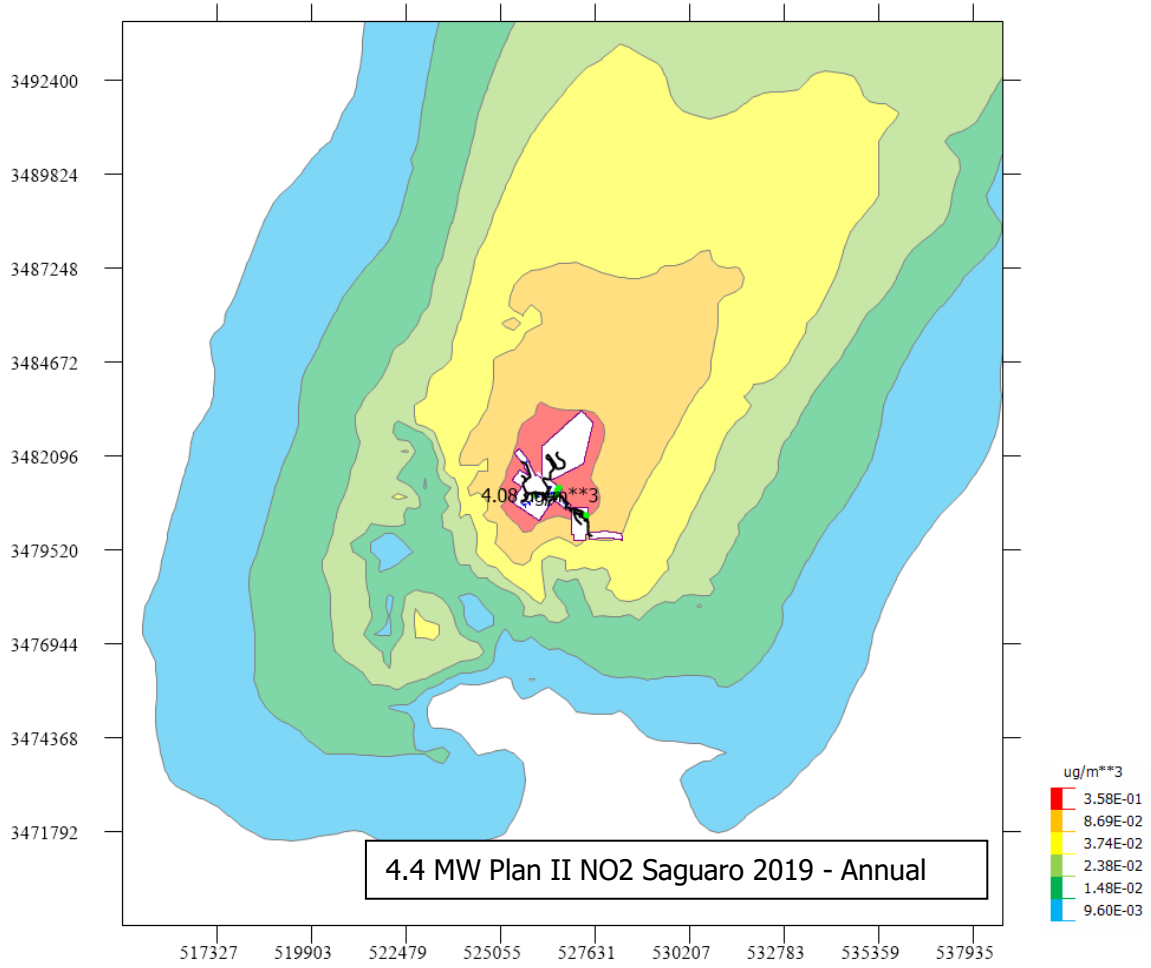 3492400
3489824
3487248
3484672
3482096
3479520
3476944
3474368
3471792
4.4 MW Plan II NO2 Saguaro 2019 - Annual
517327 519903 522479 525055 527631 530207 532783 535359 537935
ug/m**3
3.58E-01
8.69E-02
3.74E-02
2.38E-02
1.48E-02
9.60E-03